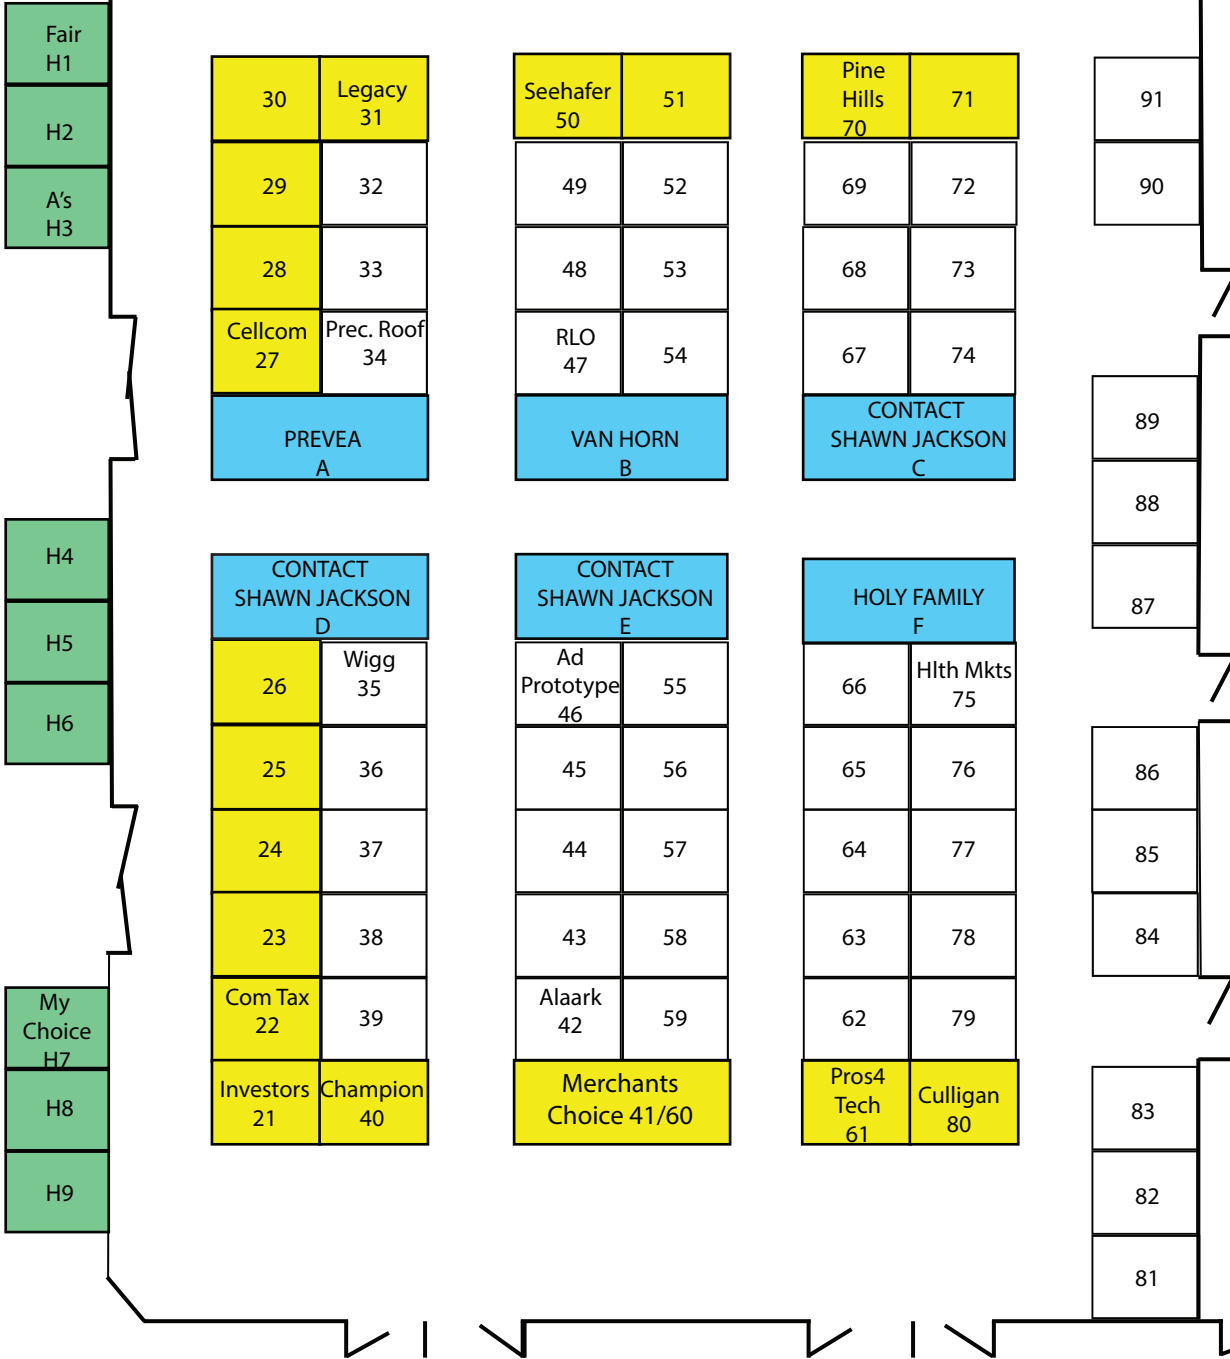 Fair
H1
H2
A's
H3
H4
H5
H6
My
Choice
H7
H8
H9
30
Legacy
31
29
32
28
33
Cellcom
27
Prec. Roof
34
PREVEA
A
CONTACT
SHAWN JACKSON
D
26
Wigg
35
25
36
24
37
23
38
Com Tax
22
39
Investors
21
Champion
40
Seehafer
50
51
49
52
48
53
RLO
47
54
VAN HORN
B
CONTACT
SHAWN JACKSON
E
Ad
Prototype
46
55
45
56
44
57
43
58
Alaark
42
59
Merchants
Choice 41/60
Pine
Hills
70
71
69
72
68
73
67
74
CONTACT
SHAWN JACKSON
C
HOLY FAMILY
F
66
Hlth Mkts
75
65
76
64
77
63
78
62
79
Pros4
Tech
61
Culligan
80
91
90
89
88
87
86
85
84
83
82
81